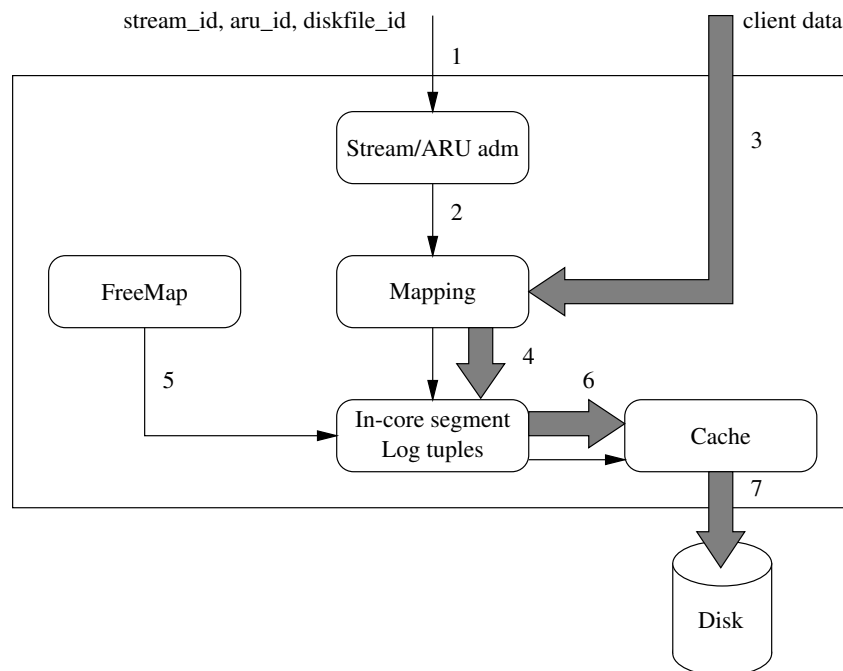 stream_id, aru_id, diskfile_id
client data
1
Stream/ARU adm
3
2
FreeMap
Mapping
4
5
6
In-core segment
Log tuples
Cache
7
Disk